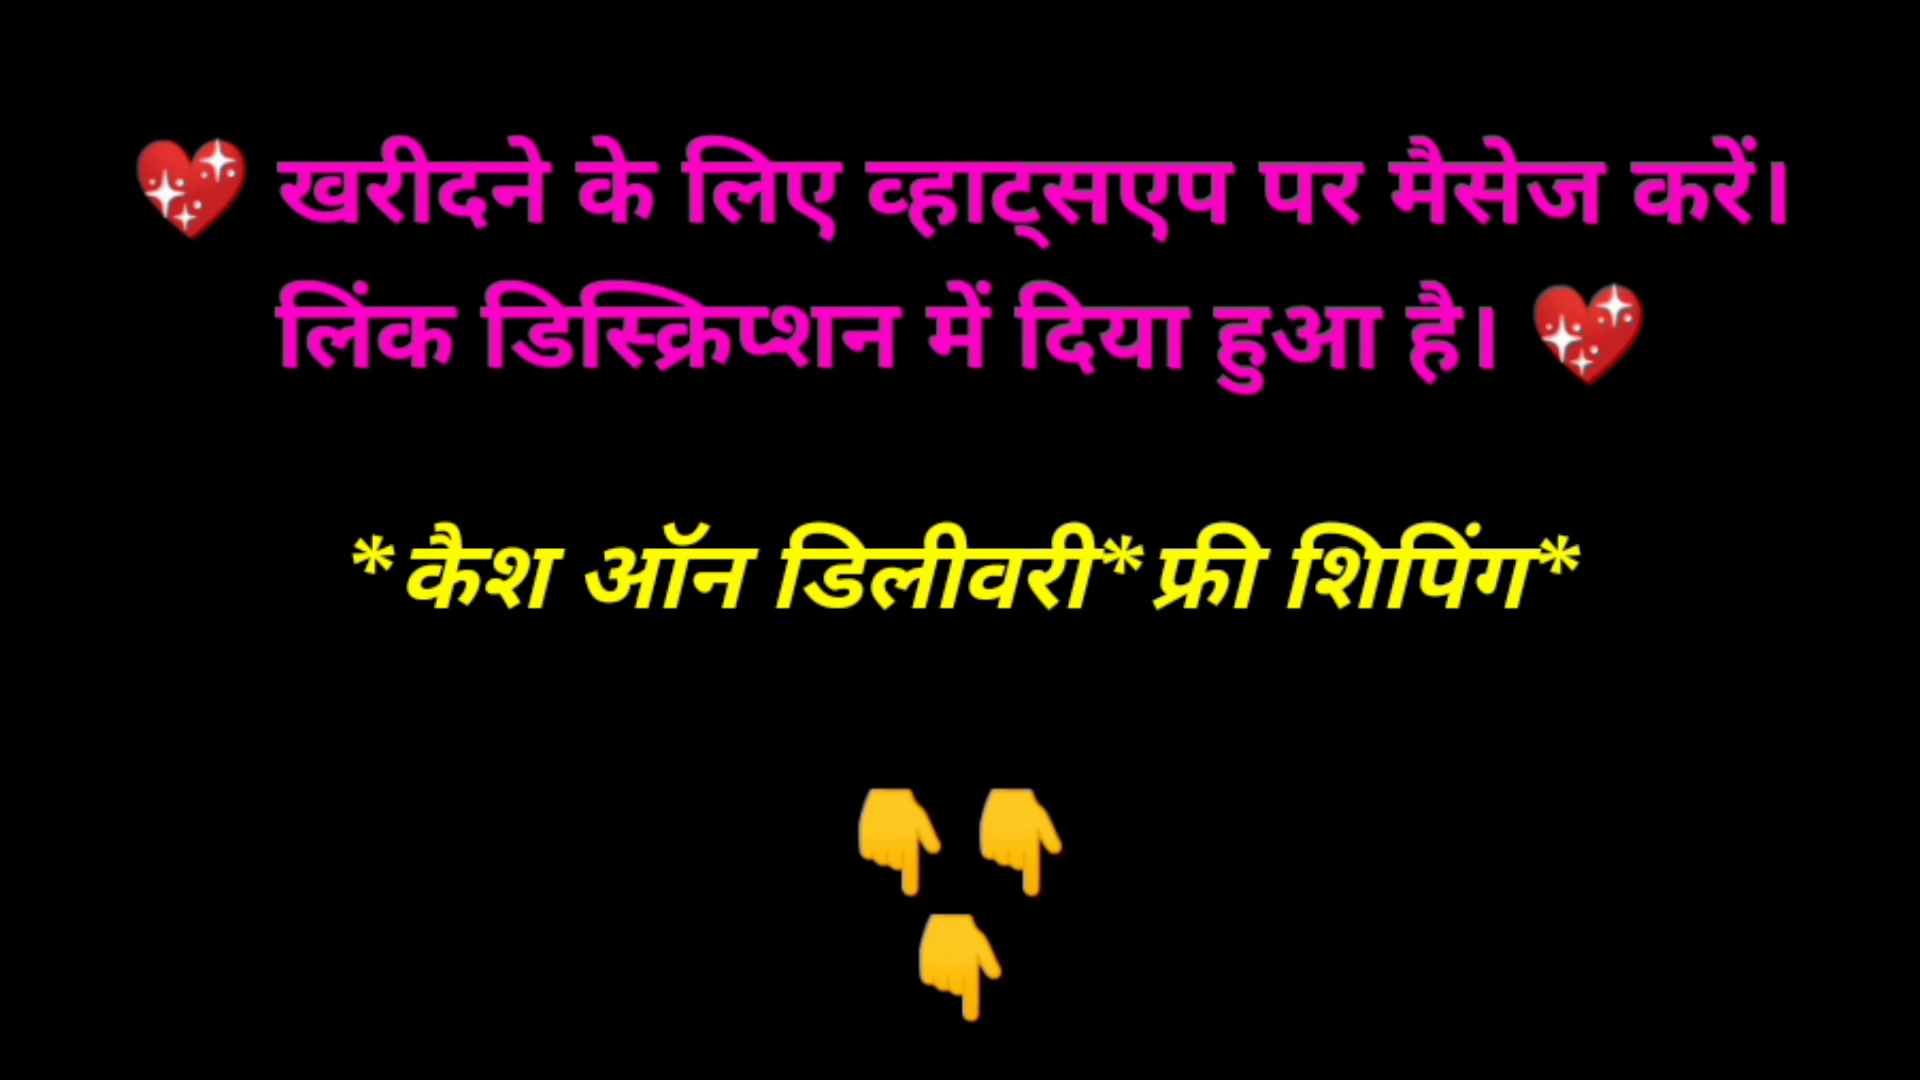 💖 खरीदने के लिए व्हाट्सएप पर मैसेज करें।
लिंक डिस्क्रिप्शन में दिया हुआ है। 💖
*कैश ऑन डिलीवरी*फ्री शिपिंग*
👇 👇
👇